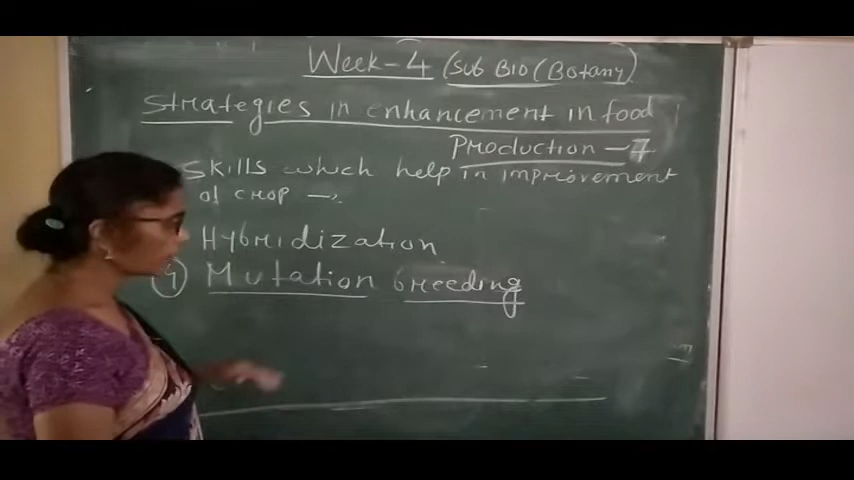 Week-4 (Sub Bio (Botany)
Strategies in enhancement in food
Production - 7
Skills which help in improvement
of crop →
Hybridization
4) Mutation breeding